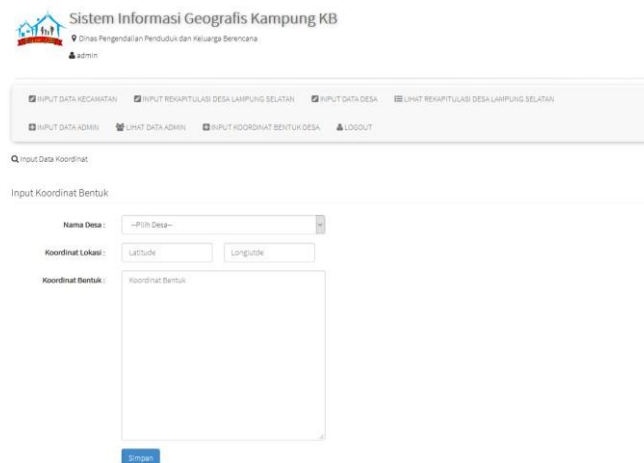 Sistem Informasi Geografis Kampung KB
Dinas Pengendalian Penduduk dan Keluarga Berencana
admin
INPUT DATA KECAMATAN INPUT REKAPITULASI DESA LAMPUNG SELATAN INPUT DATA DESA LIHAT REKAPITULASI DESA LAMPUNG SELATAN
INPUT DATA ADMIN LIHAT DATA ADMIN INPUT KOORDINAT BENTUK DESA LOGOUT
Input Data Koordinat
Input Koordinat Bentuk
Nama Desa : --Pilih Desa--
Koordinat Lokasi : Latitude Longiutde
Koordinat Bentuk : Koordinat Bentuk
Simpan